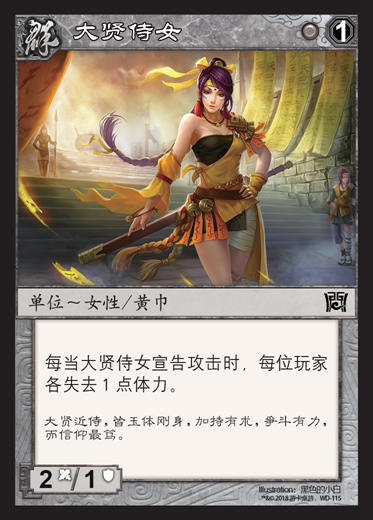 群 大贤侍女 1
单位~女性/黄巾
每当大贤侍女宣告攻击时，每位玩家
各失去1点体力。
大贤近侍，皆玉体刚身，加持有术，争斗有力，
而信仰最笃。
2/1
Illustration: 黑色的小白
™&© 2018 游卡桌游，WD-115